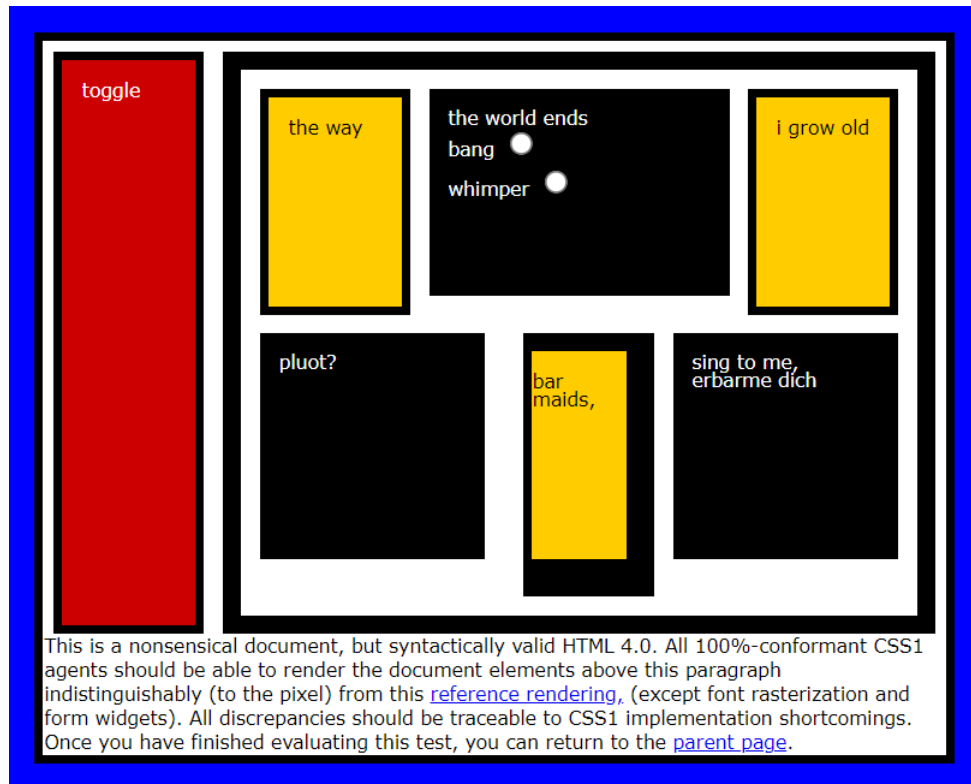 toggle
the way
the world ends
bang
whimper
i grow old
pluot?
bar
maids,
sing to me,
erbarme dich
This is a nonsensical document, but syntactically valid HTML 4.0. All 100%-conformant CSS1
agents should be able to render the document elements above this paragraph
indistinguishably (to the pixel) from this reference rendering, (except font rasterization and
form widgets). All discrepancies should be traceable to CSS1 implementation shortcomings.
Once you have finished evaluating this test, you can return to the parent page.